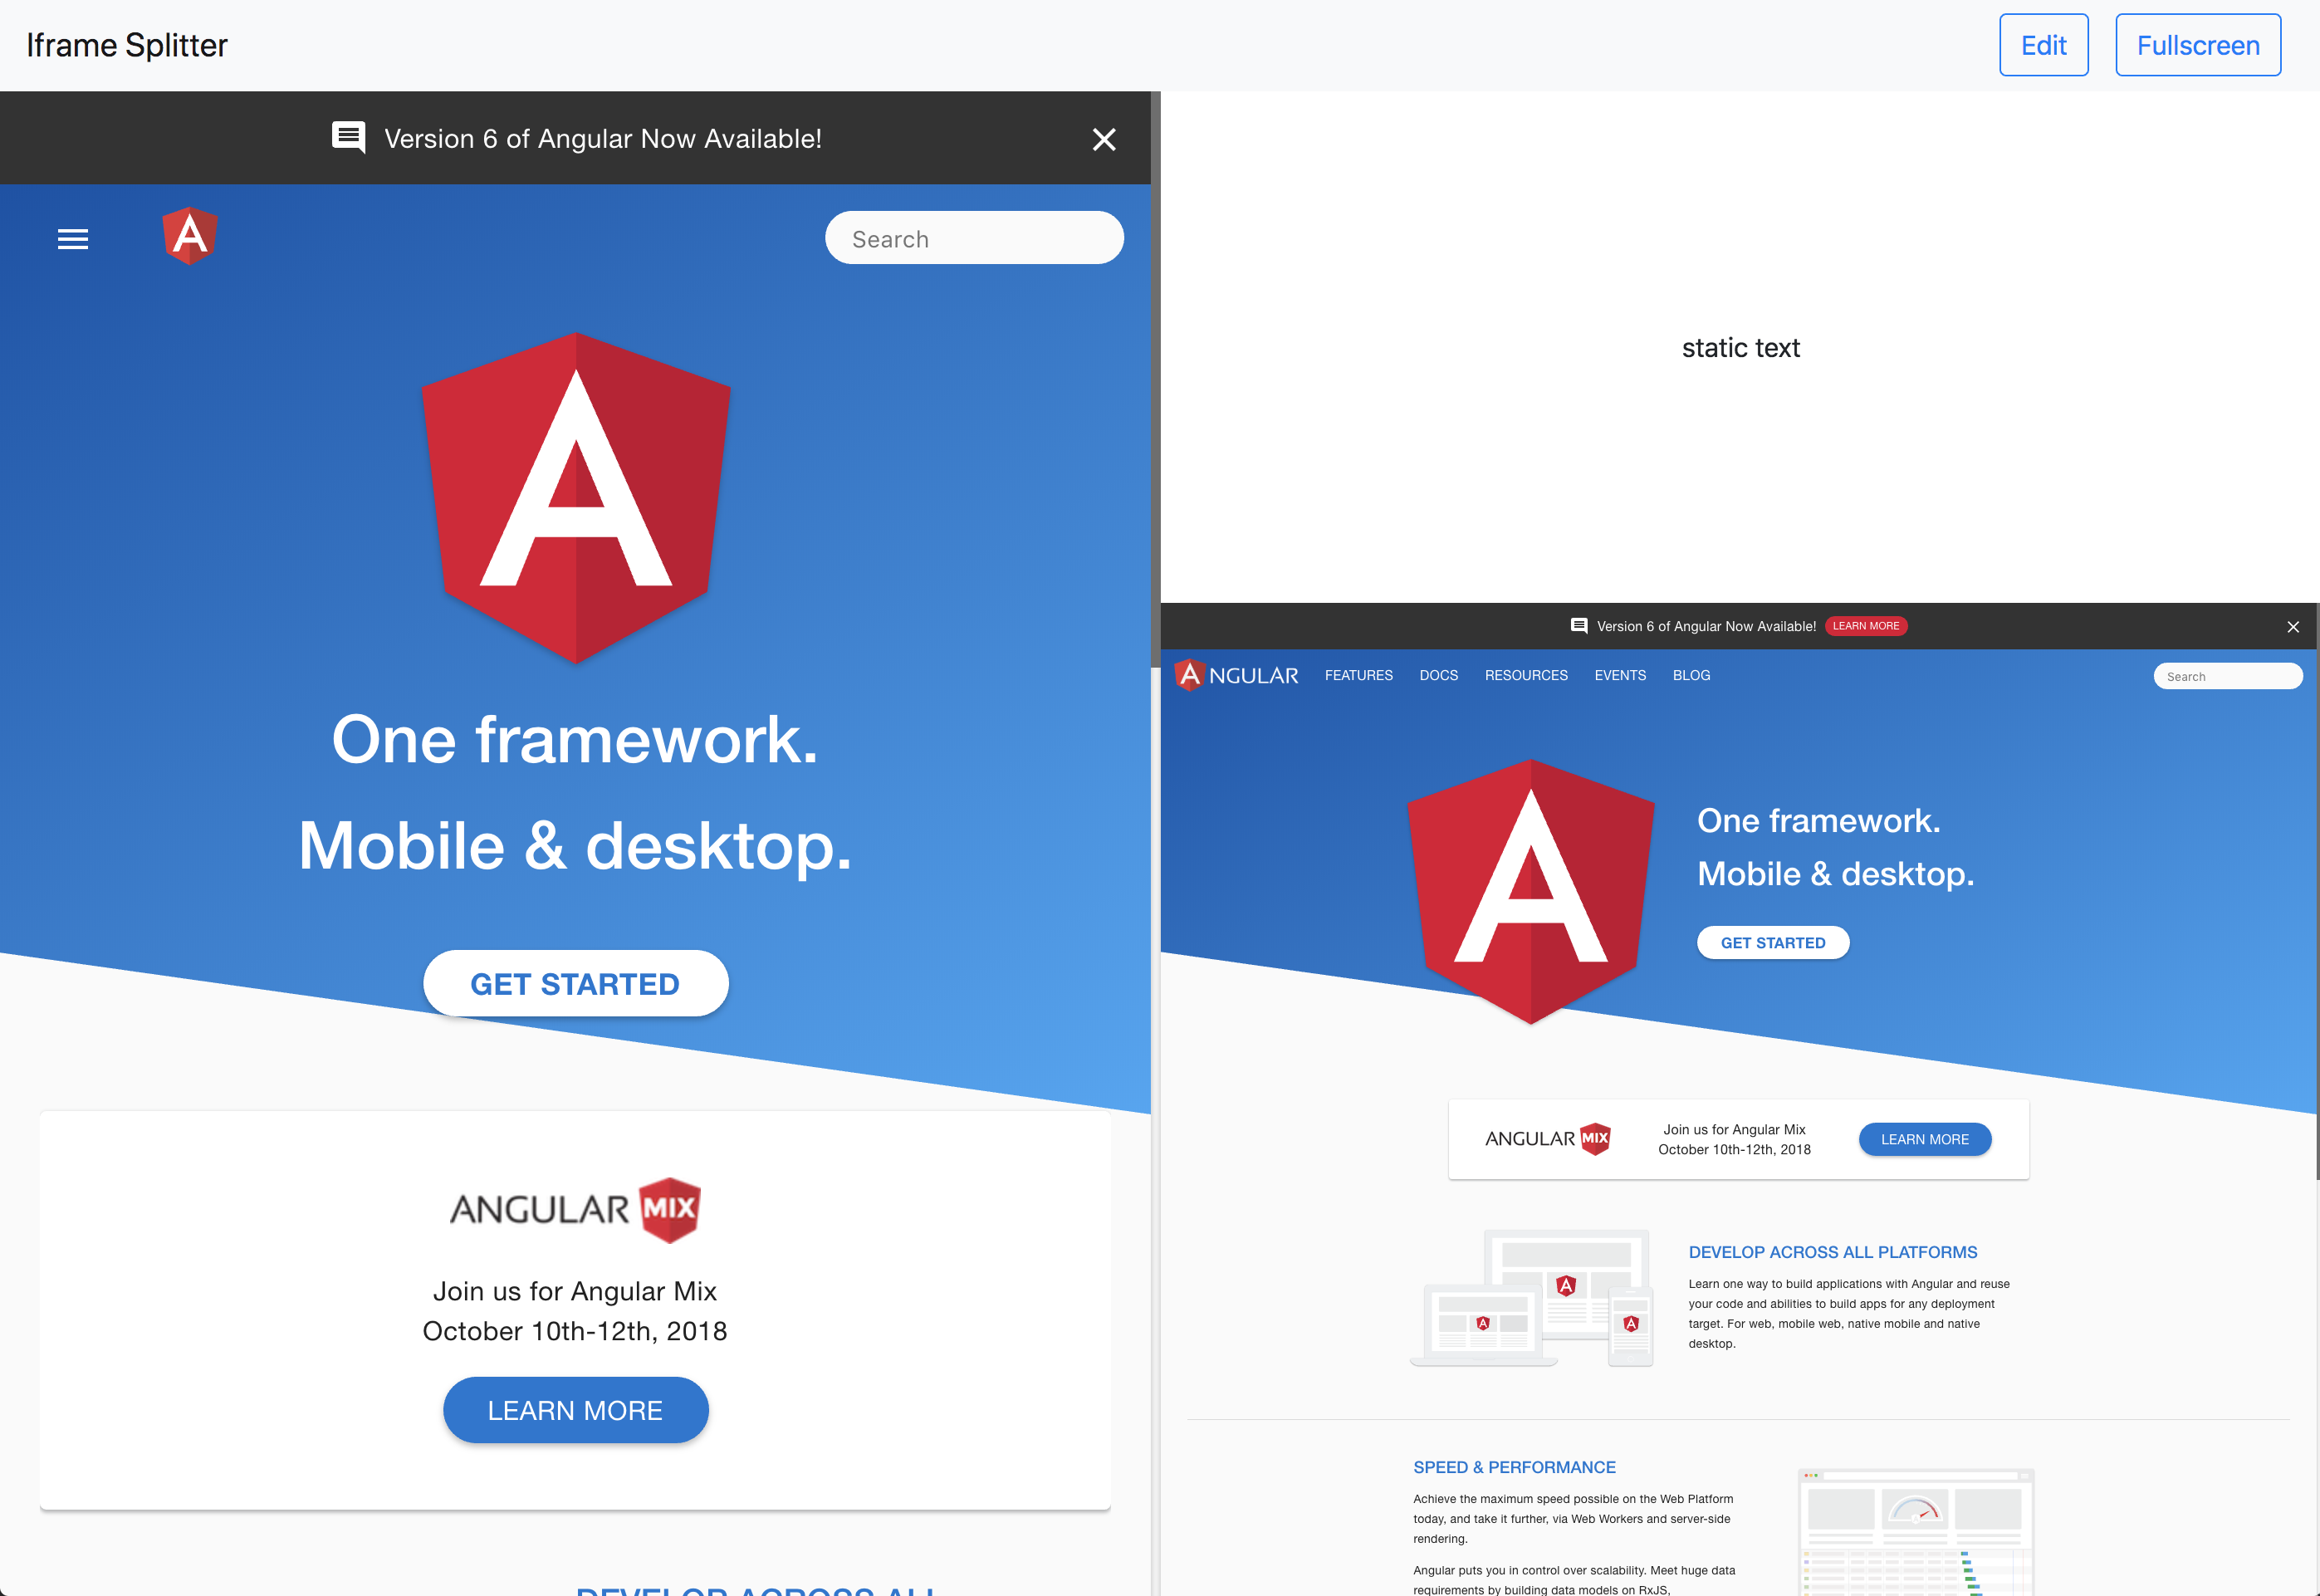 Iframe Splitter
Edit
Fullscreen
Version 6 of Angular Now Available!
Search
One framework.
Mobile & desktop.
GET STARTED
ANGULAR MIX
Join us for Angular Mix
October 10th-12th, 2018
LEARN MORE
DEVELOP ACROSS ALL
static text
Version 6 of Angular Now Available! LEARN MORE
ANGULAR FEATURES DOCS RESOURCES EVENTS BLOG
Search
One framework.
Mobile & desktop.
GET STARTED
ANGULAR MIX
Join us for Angular Mix
October 10th-12th, 2018
LEARN MORE
DEVELOP ACROSS ALL PLATFORMS
Learn one way to build applications with Angular and reuse
your code and abilities to build apps for any deployment
target. For web, mobile web, native mobile and native
desktop.
SPEED & PERFORMANCE
Achieve the maximum speed possible on the Web Platform
today, and take it further, via Web Workers and server-side
rendering.
Angular puts you in control over scalability. Meet huge data
requirements by building data models on RxJS,